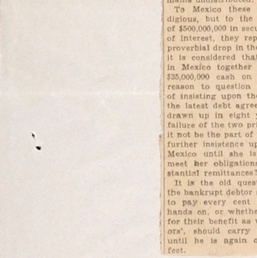 To Mexico these
digious, but to the
of $500,000,000 in secu
of interest, they rep
proverbial drop in the
it is considered tha
in Mexico together
$35,000,000 cash on
reason to question
of insisting upon the
the latest debt agree
drawn up in eight y
failure of the two pri
it not be the part of
further insistence up
Mexico until she is
meet her obligations
stantial remittances?
It is the old ques
the bankrupt debtor
to pay every cent
hands on, or whethe
for their benefit as w
ors', should carry
until he is again o
feet.